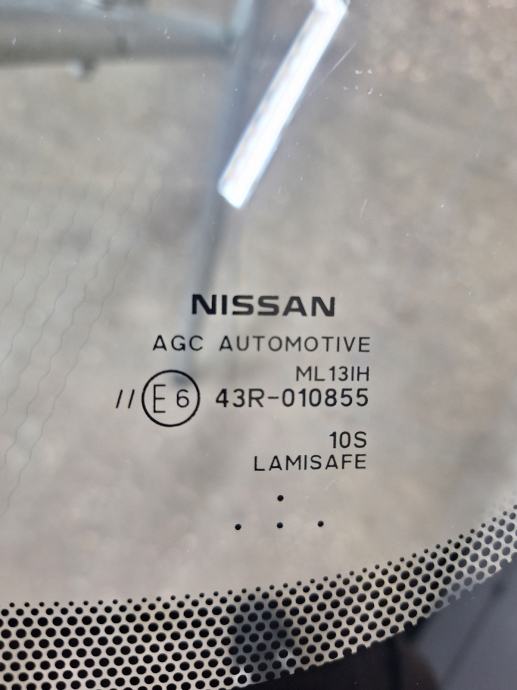 NISSAN
AGC AUTOMOTIVE
ML13IH
// E6 43R-010855
10S
LAMISAFE